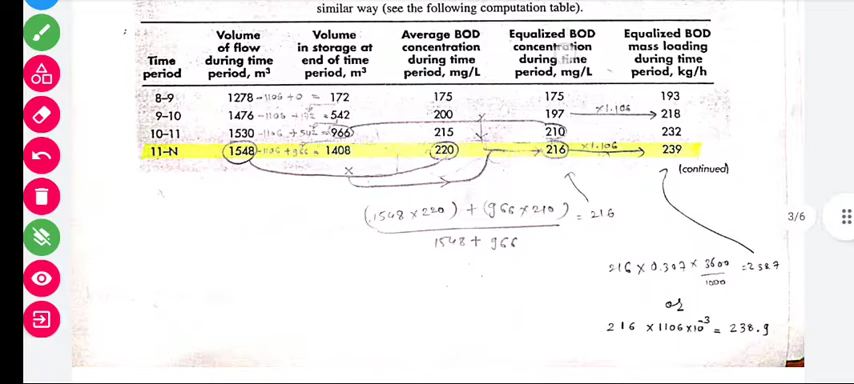 similar way (see the following computation table).
Time period | Volume of flow during time period, m³ | Volume in storage at end of time period, m³ | Average BOD concentration during time period, mg/L | Equalized BOD concentration during time period, mg/L | Equalized BOD mass loading during time period, kg/h
8–9 1278 -1106 +0 = 172 175 175 193
9–10 1476 -1106 +172 = 542 200 197 ×1.106 218
10–11 1530 -1106 +542 = 966 215 210 232
11–N 1548 -1106 +966 = 1408 220 216 ×1.106 239
×
(continued)
(1548 × 220) + (966 × 210) = 216
1548 + 966
3/6
216 × 0.307 × 3600 = 238.7
1000
or
216 × 1106 × 10⁻³ = 238.9